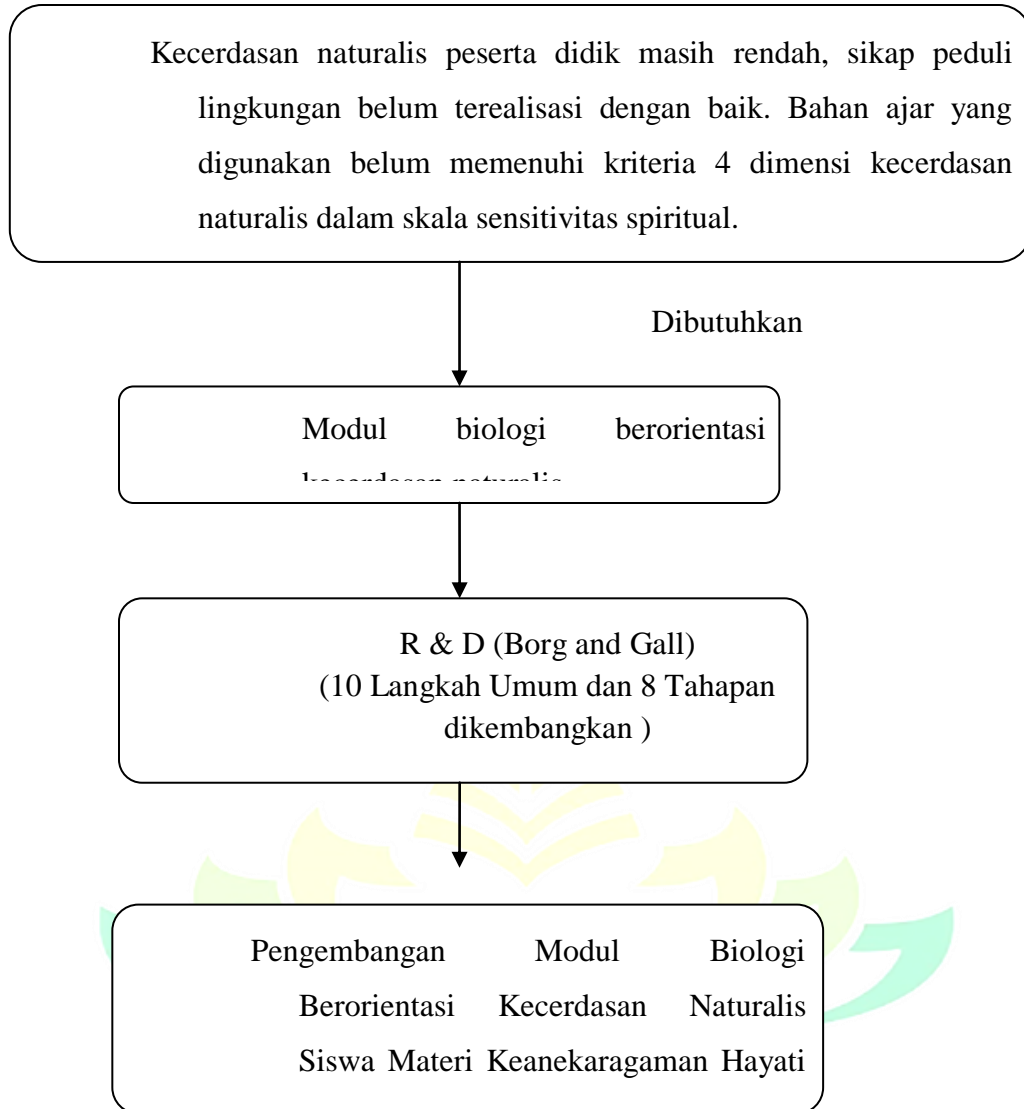 Kecerdasan naturalis peserta didik masih rendah, sikap peduli
lingkungan belum terealisasi dengan baik. Bahan ajar yang
digunakan belum memenuhi kriteria 4 dimensi kecerdasan
naturalis dalam skala sensitivitas spiritual.
Dibutuhkan
Modul biologi berorientasi
kecerdasan naturalis
R & D (Borg and Gall)
(10 Langkah Umum dan 8 Tahapan
dikembangkan )
Pengembangan Modul Biologi
Berorientasi Kecerdasan Naturalis
Siswa Materi Keanekaragaman Hayati